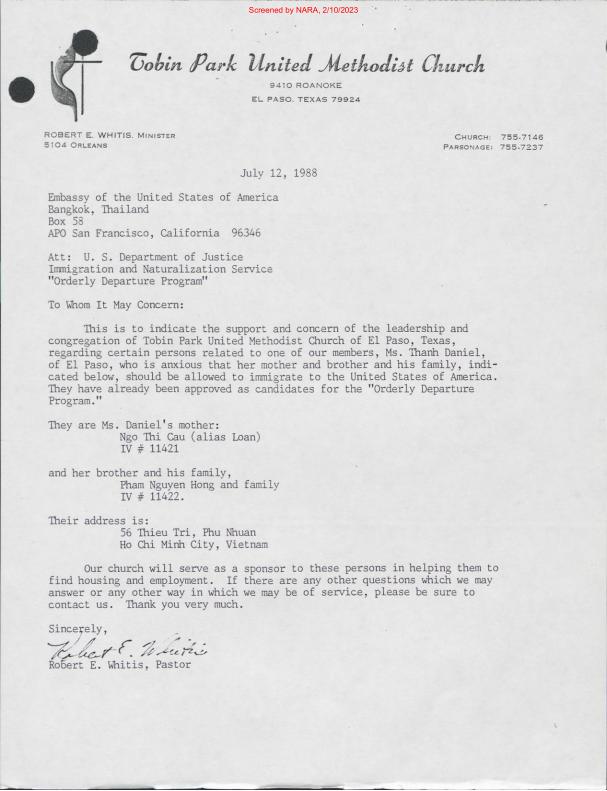 Screened by NARA, 2/10/2023
Tobin Park United Methodist Church
9410 ROANOKE
EL PASO, TEXAS 79924
ROBERT E. WHITIS, MINISTER
5104 ORLEANS
CHURCH: 755-7146
PARSONAGE: 755-7237
July 12, 1988
Embassy of the United States of America
Bangkok, Thailand
Box 58
APO San Francisco, California 96346
Att: U. S. Department of Justice
Immigration and Naturalization Service
"Orderly Departure Program"
To Whom It May Concern:
This is to indicate the support and concern of the leadership and
congregation of Tobin Park United Methodist Church of El Paso, Texas,
regarding certain persons related to one of our members, Ms. Thanh Daniel,
of El Paso, who is anxious that her mother and brother and his family, indi-
cated below, should be allowed to immigrate to the United States of America.
They have already been approved as candidates for the "Orderly Departure
Program."
They are Ms. Daniel's mother:
Ngo Thi Cau (alias Loan)
IV # 11421
and her brother and his family,
Pham Nguyen Hong and family
IV # 11422.
Their address is:
56 Thieu Tri, Phu Nhuan
Ho Chi Minh City, Vietnam
Our church will serve as a sponsor to these persons in helping them to
find housing and employment. If there are any other questions which we may
answer or any other way in which we may be of service, please be sure to
contact us. Thank you very much.
Sincerely,
Robert E. Whitis
Robert E. Whitis, Pastor